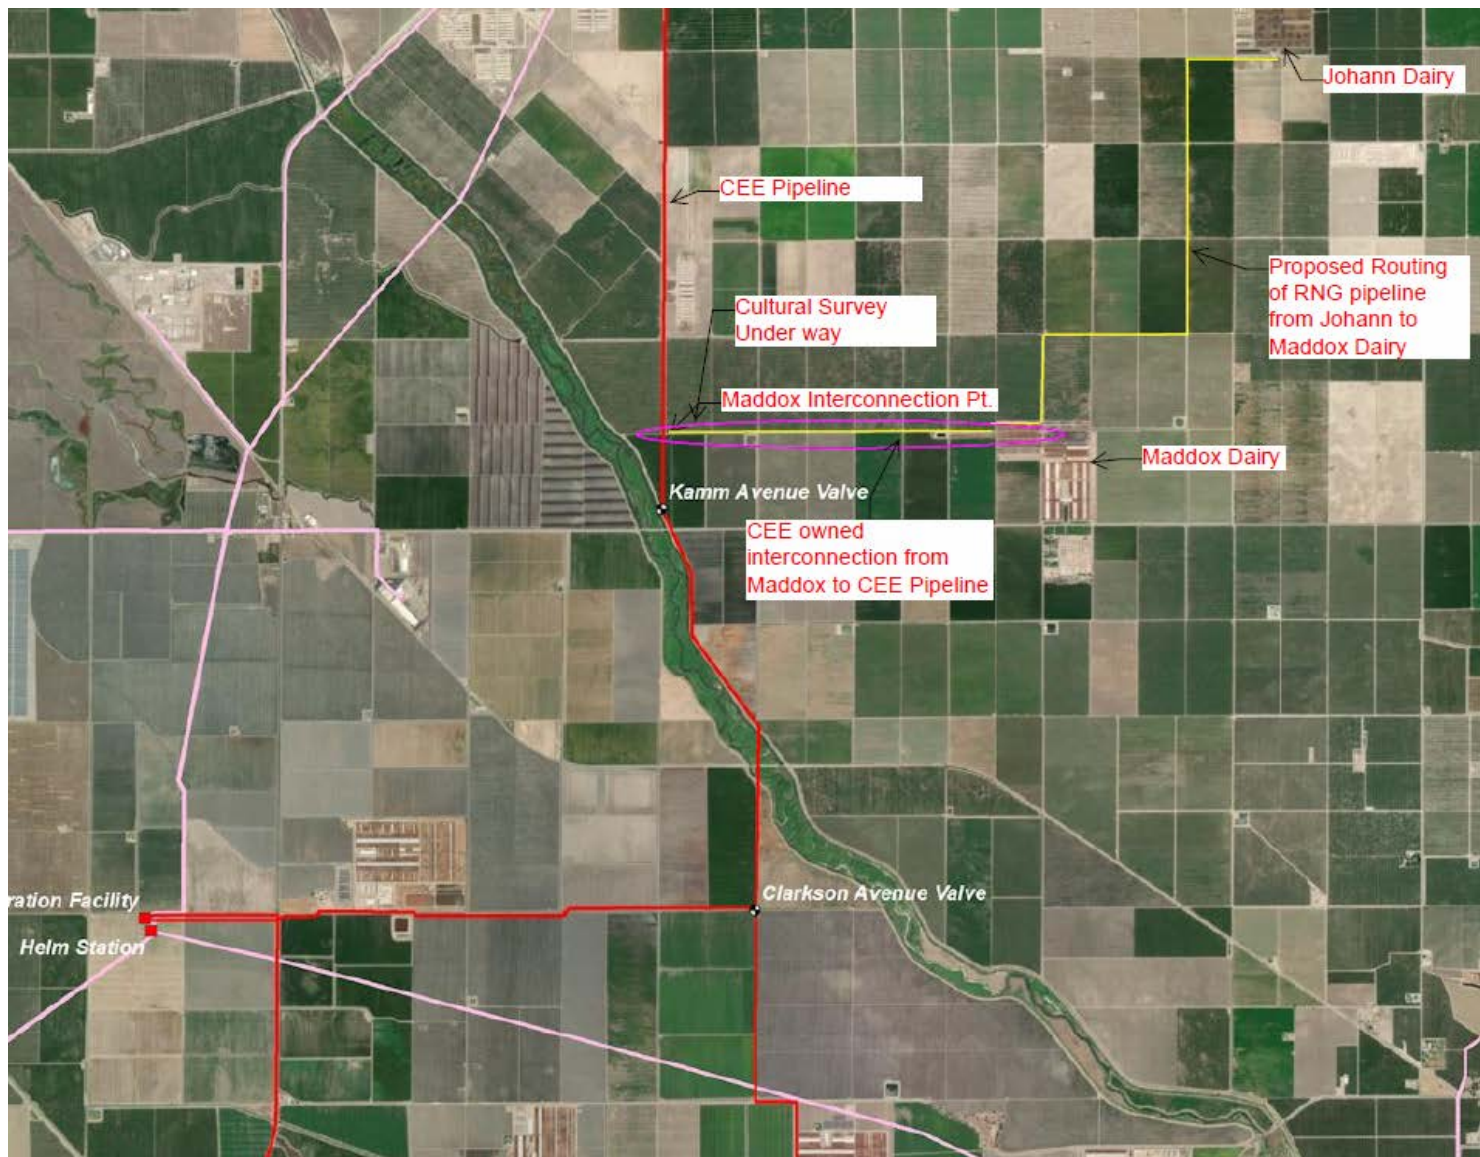 Johann Dairy
CEE Pipeline
Proposed Routing
of RNG pipeline
from Johann to
Maddox Dairy
Cultural Survey
Under way
Maddox Interconnection Pt.
Maddox Dairy
Kamm Avenue Valve
CEE owned
interconnection from
Maddox to CEE Pipeline
Clarkson Avenue Valve
ration Facility
Helm Station